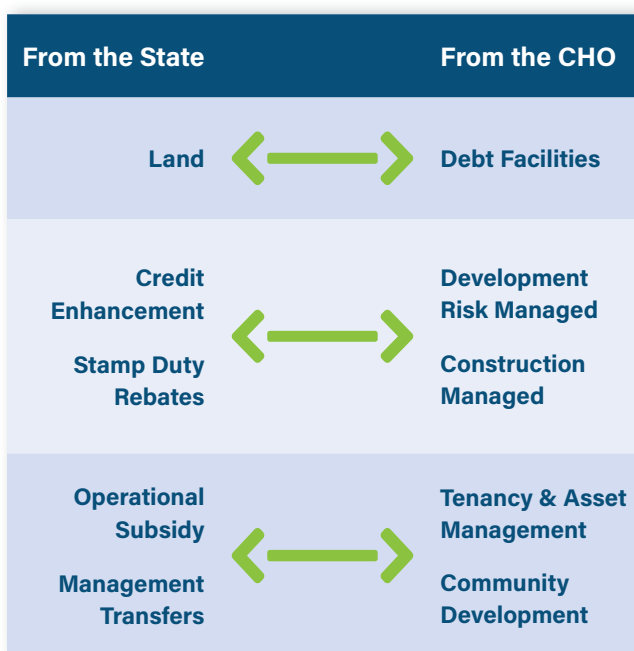 From the State
From the CHO
Land
Debt Facilities
Credit
Enhancement
Stamp Duty
Rebates
Development
Risk Managed
Construction
Managed
Operational
Subsidy
Management
Transfers
Tenancy & Asset
Management
Community
Development